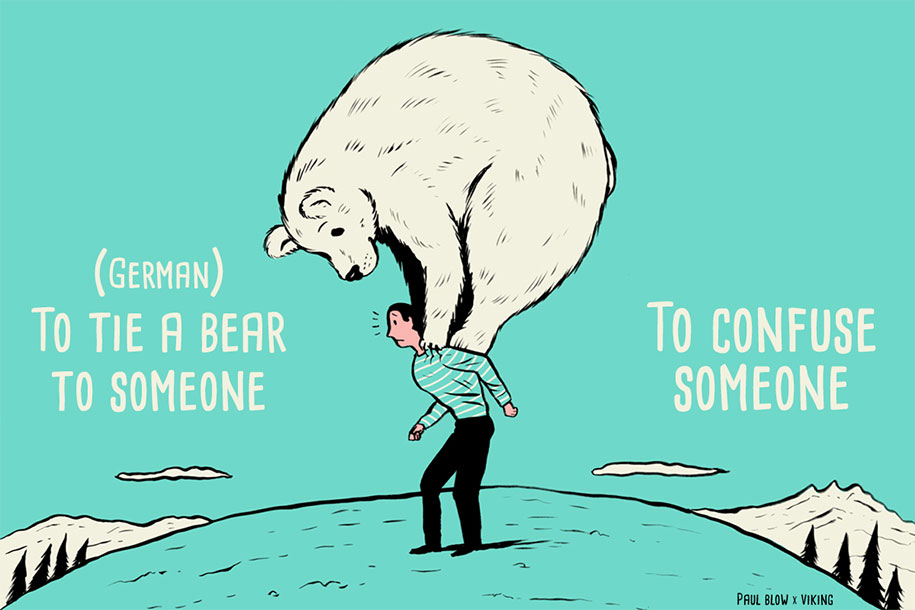 (GERMAN)
TO TIE A BEAR
TO SOMEONE
TO CONFUSE
SOMEONE
PAUL BLOW X VIKING